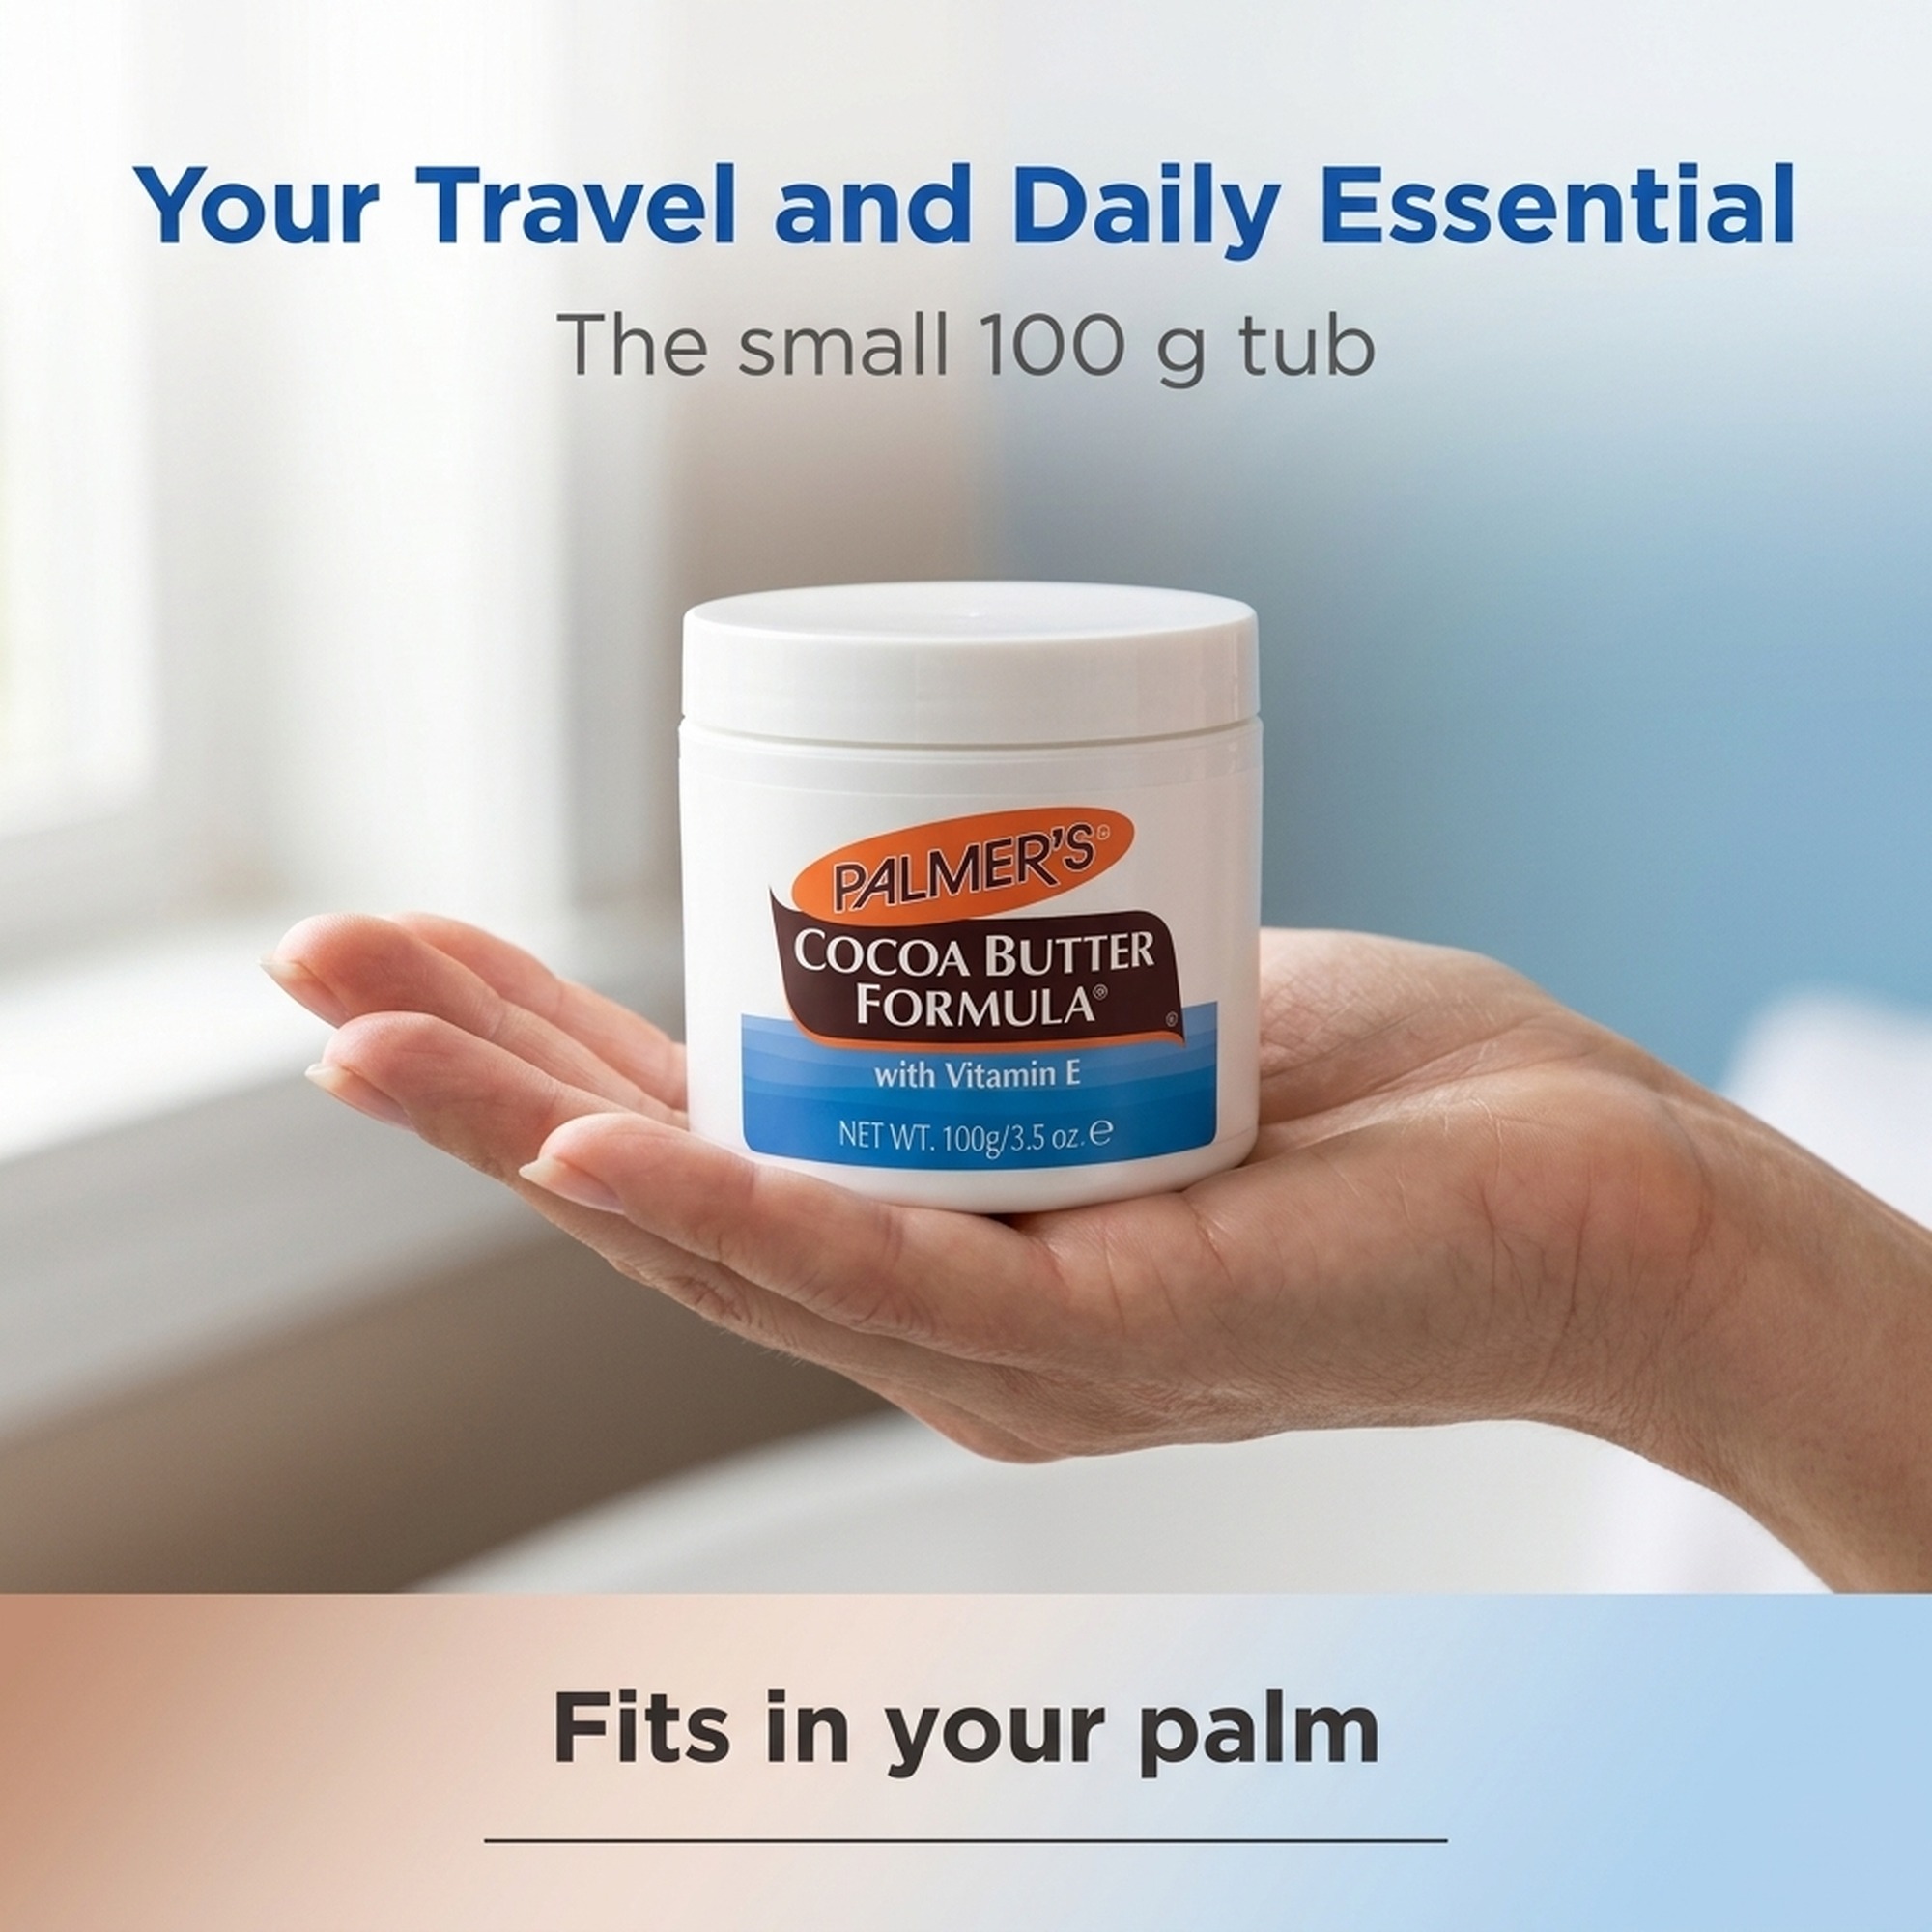 Your Travel and Daily Essential
The small 100 g tub
PALMER'S®
COCOA BUTTER
FORMULA®
®
with Vitamin E
NET WT. 100g/3.5 oz. ℮
Fits in your palm